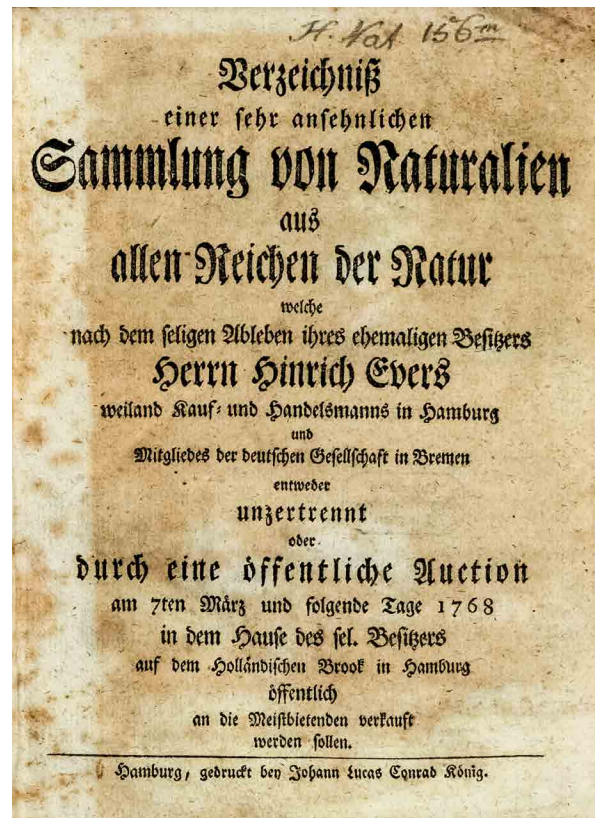 H. Nat 156m
Verzeichniß
einer sehr ansehnlichen
Sammlung von Naturalien
aus
allen Reichen der Natur
welche
nach dem seligen Ableben ihres ehemaligen Besitzers
Herrn Hinrich Evers
weiland Kauf- und Handelsmanns in Hamburg
und
Mitgliedes der deutschen Gesellschaft in Bremen
entweder
unzertrennt
oder
durch eine öffentliche Auction
am 7ten März und folgende Tage 1768
in dem Hause des sel. Besitzers
auf dem Holländischen Brook in Hamburg
öffentlich
an die Meistbietenden verkauft
werden sollen.
Hamburg, gedruckt bey Johann Lucas Conrad König.